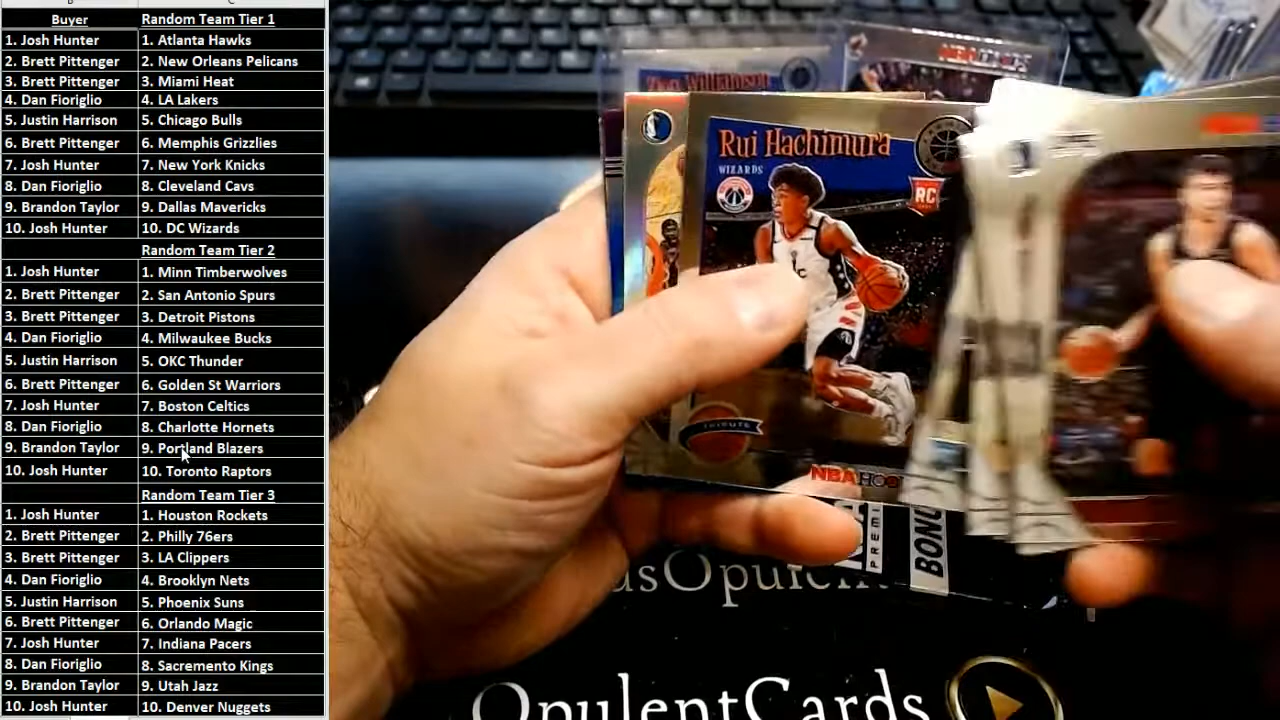 Buyer Random Team Tier 1
1. Josh Hunter 1. Atlanta Hawks
2. Brett Pittenger 2. New Orleans Pelicans
3. Brett Pittenger 3. Miami Heat
4. Dan Fioriglio 4. LA Lakers
5. Justin Harrison 5. Chicago Bulls
6. Brett Pittenger 6. Memphis Grizzlies
7. Josh Hunter 7. New York Knicks
8. Dan Fioriglio 8. Cleveland Cavs
9. Brandon Taylor 9. Dallas Mavericks
10. Josh Hunter 10. DC Wizards
Random Team Tier 2
1. Josh Hunter 1. Minn Timberwolves
2. Brett Pittenger 2. San Antonio Spurs
3. Brett Pittenger 3. Detroit Pistons
4. Dan Fioriglio 4. Milwaukee Bucks
5. Justin Harrison 5. OKC Thunder
6. Brett Pittenger 6. Golden St Warriors
7. Josh Hunter 7. Boston Celtics
8. Dan Fioriglio 8. Charlotte Hornets
9. Brandon Taylor 9. Portland Blazers
10. Josh Hunter 10. Toronto Raptors
Random Team Tier 3
1. Josh Hunter 1. Houston Rockets
2. Brett Pittenger 2. Philly 76ers
3. Brett Pittenger 3. LA Clippers
4. Dan Fioriglio 4. Brooklyn Nets
5. Justin Harrison 5. Phoenix Suns
6. Brett Pittenger 6. Orlando Magic
7. Josh Hunter 7. Indiana Pacers
8. Dan Fioriglio 8. Sacremento Kings
9. Brandon Taylor 9. Utah Jazz
10. Josh Hunter 10. Denver Nuggets
Zion Williamson
Rui Hachimura
WIZARDS
RC
TRIBUTE
NBA HOO
PREMI
BONU
dsOpulent
OpulentCards